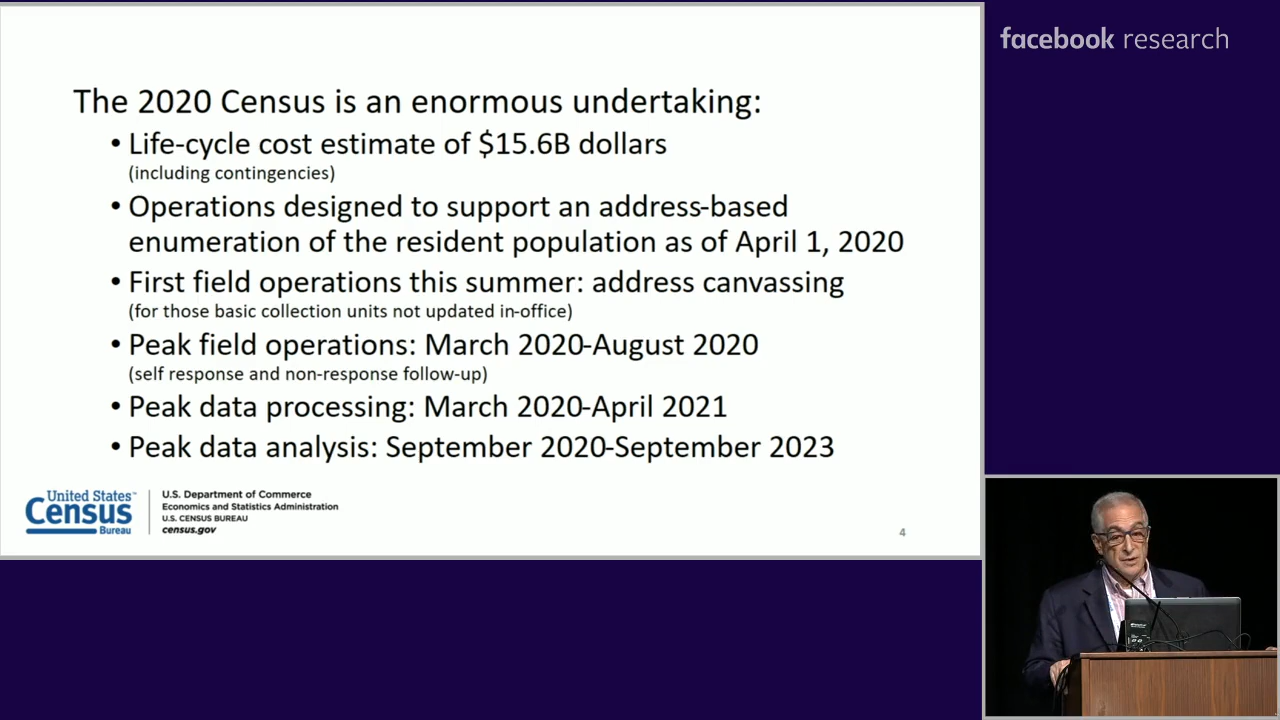 facebook research
The 2020 Census is an enormous undertaking:
• Life-cycle cost estimate of $15.6B dollars
(including contingencies)
• Operations designed to support an address-based
enumeration of the resident population as of April 1, 2020
• First field operations this summer: address canvassing
(for those basic collection units not updated in-office)
• Peak field operations: March 2020-August 2020
(self response and non-response follow-up)
• Peak data processing: March 2020-April 2021
• Peak data analysis: September 2020-September 2023
United States™
Census
Bureau
U.S. Department of Commerce
Economics and Statistics Administration
U.S. CENSUS BUREAU
census.gov
4